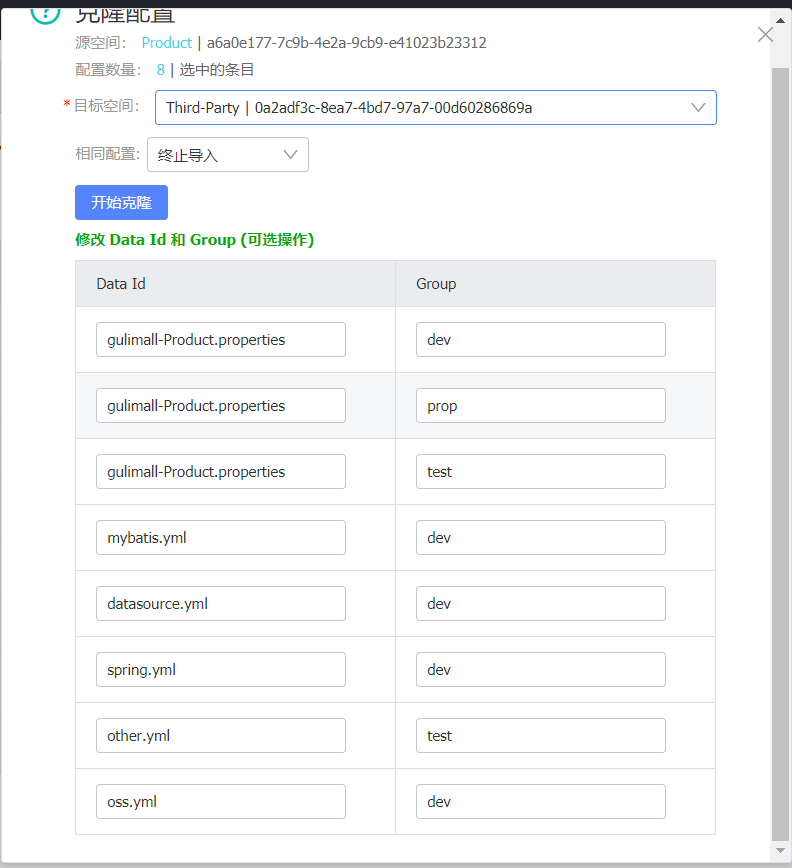 克隆配置
源空间: Product | a6a0e177-7c9b-4e2a-9cb9-e41023b23312
配置数量: 8 | 选中的条目
* 目标空间: Third-Party | 0a2adf3c-8ea7-4bd7-97a7-00d60286869a
相同配置: 终止导入
开始克隆
修改 Data Id 和 Group (可选操作)
Data Id Group
gulimall-Product.properties dev
gulimall-Product.properties prop
gulimall-Product.properties test
mybatis.yml dev
datasource.yml dev
spring.yml dev
other.yml test
oss.yml dev